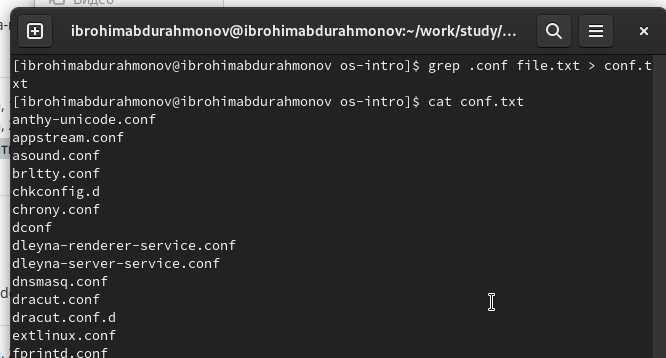 Видео
ibrohimabdurahmonov@ibrohimabdurahmonov:~/work/study/...
[ibrohimabdurahmonov@ibrohimabdurahmonov os-intro]$ grep .conf file.txt > conf.t
xt
[ibrohimabdurahmonov@ibrohimabdurahmonov os-intro]$ cat conf.txt
anthy-unicode.conf
appstream.conf
asound.conf
brltty.conf
chkconfig.d
chrony.conf
dconf
dleyna-renderer-service.conf
dleyna-server-service.conf
dnsmasq.conf
dracut.conf
dracut.conf.d
extlinux.conf
fprintd.conf